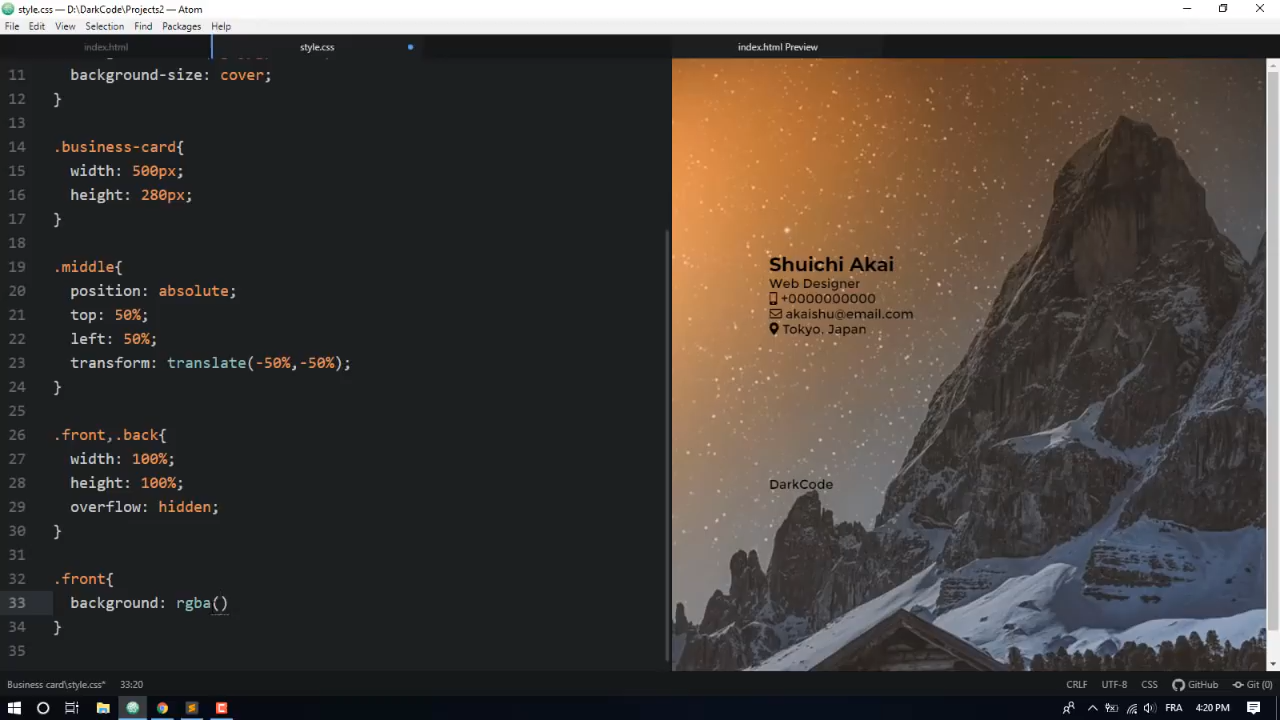 style.css — D:\DarkCode\Projects2 — Atom
File Edit View Selection Find Packages Help
index.html style.css index.html Preview
11 background-size: cover;
12 }
13
14 .business-card{
15 width: 500px;
16 height: 280px;
17 }
18
19 .middle{
20 position: absolute;
21 top: 50%;
22 left: 50%;
23 transform: translate(-50%,-50%);
24 }
25
26 .front,.back{
27 width: 100%;
28 height: 100%;
29 overflow: hidden;
30 }
31
32 .front{
33 background: rgba()
34 }
35
Shuichi Akai
Web Designer
+0000000000
akaishu@email.com
Tokyo, Japan
DarkCode
Business card\style.css* 33:20 CRLF UTF-8 CSS GitHub Git (0)
FRA 4:20 PM